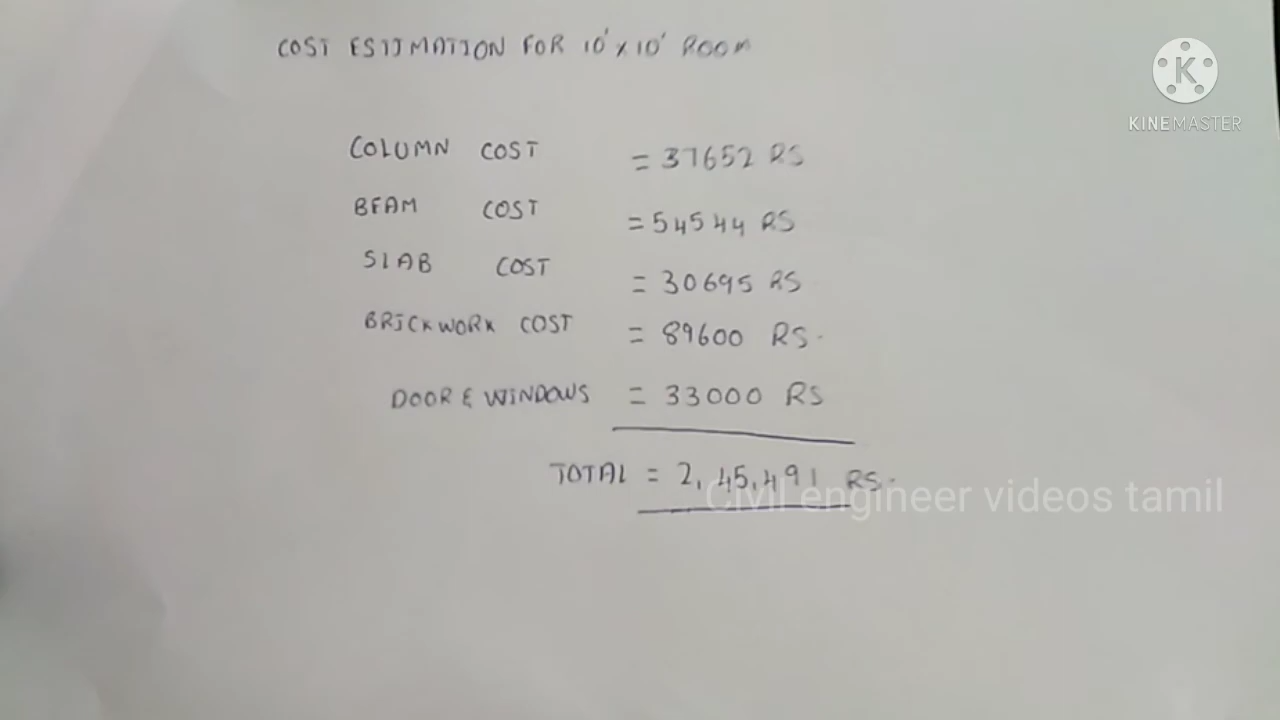 COST ESTIMATION FOR 10' x 10' ROOM
K
KINEMASTER
COLUMN COST = 37652 RS
BEAM COST = 54544 RS
SLAB COST = 30695 RS
BRICKWORK COST = 89600 RS.
DOOR & WINDOWS = 33000 RS
TOTAL = 2,45,491 RS.
Civil engineer videos tamil